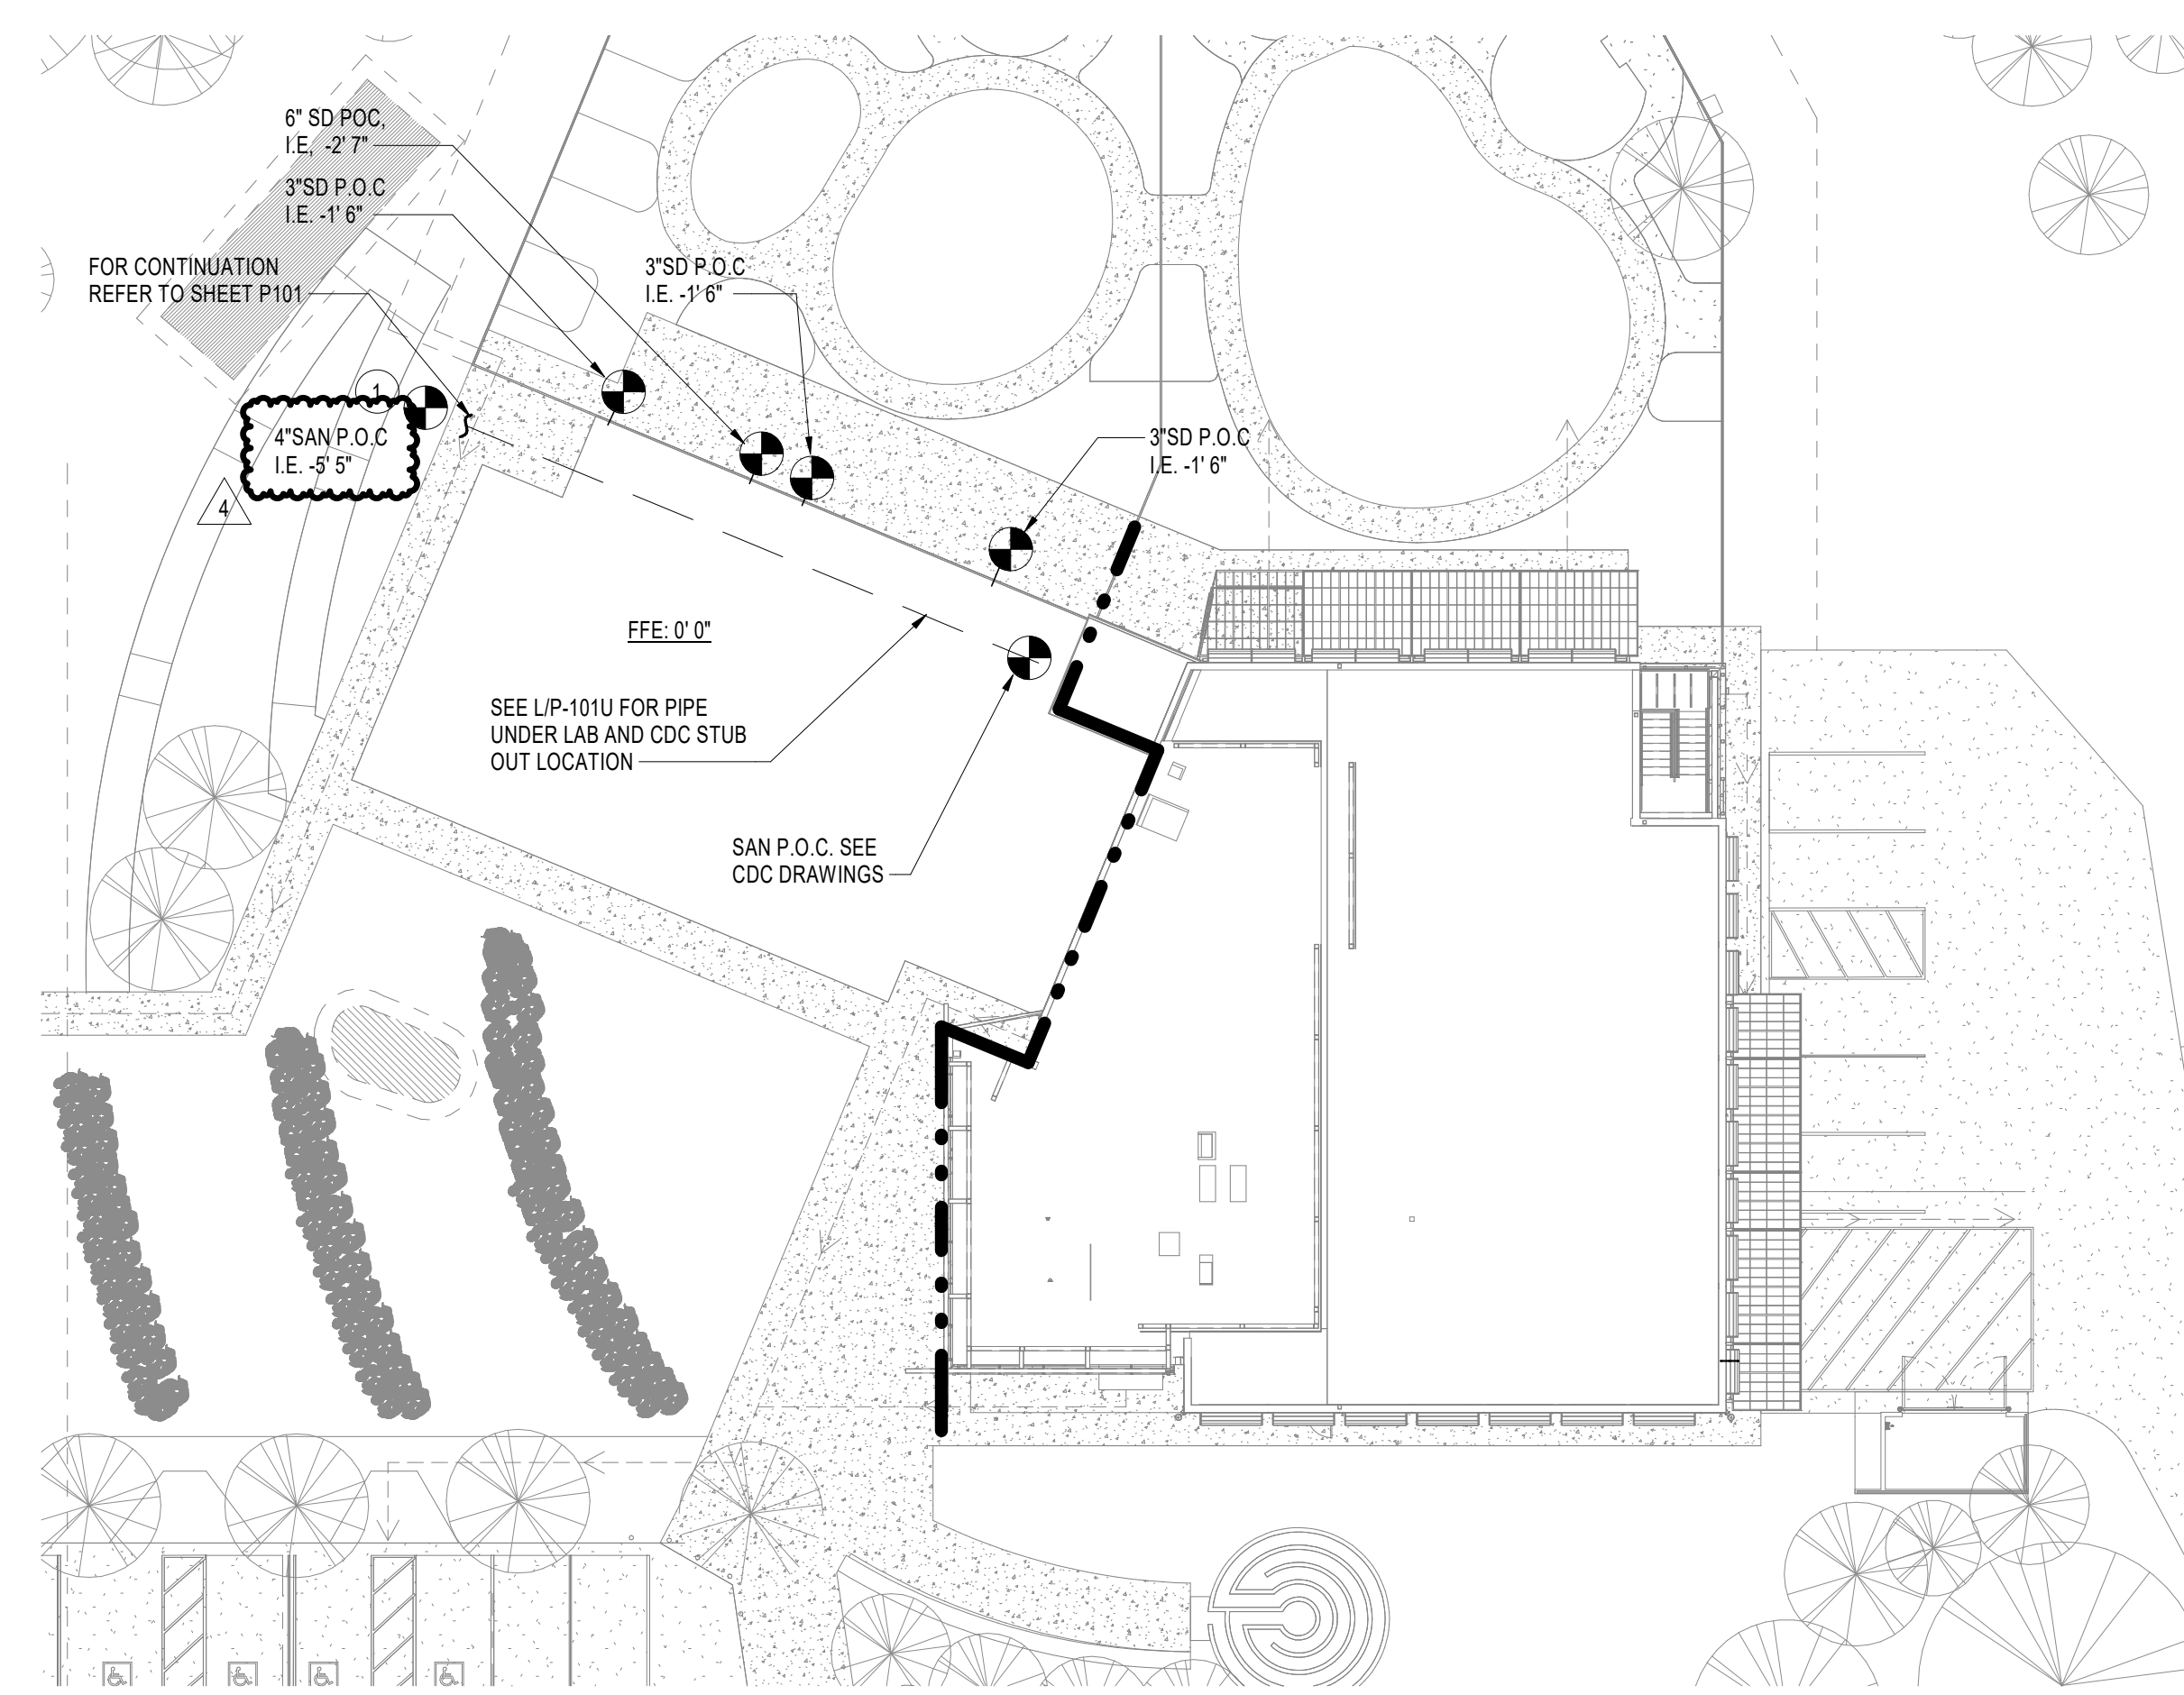 6" SD POC,
I.E, -2' 7"
3"SD P.O.C
I.E. -1' 6"
FOR CONTINUATION
REFER TO SHEET P101
3"SD P.O.C
I.E. -1' 6"
1
4"SAN P.O.C
I.E. -5' 5"
4
3"SD P.O.C
I.E. -1' 6"
FFE: 0' 0"
SEE L/P-101U FOR PIPE
UNDER LAB AND CDC STUB
OUT LOCATION
SAN P.O.C. SEE
CDC DRAWINGS